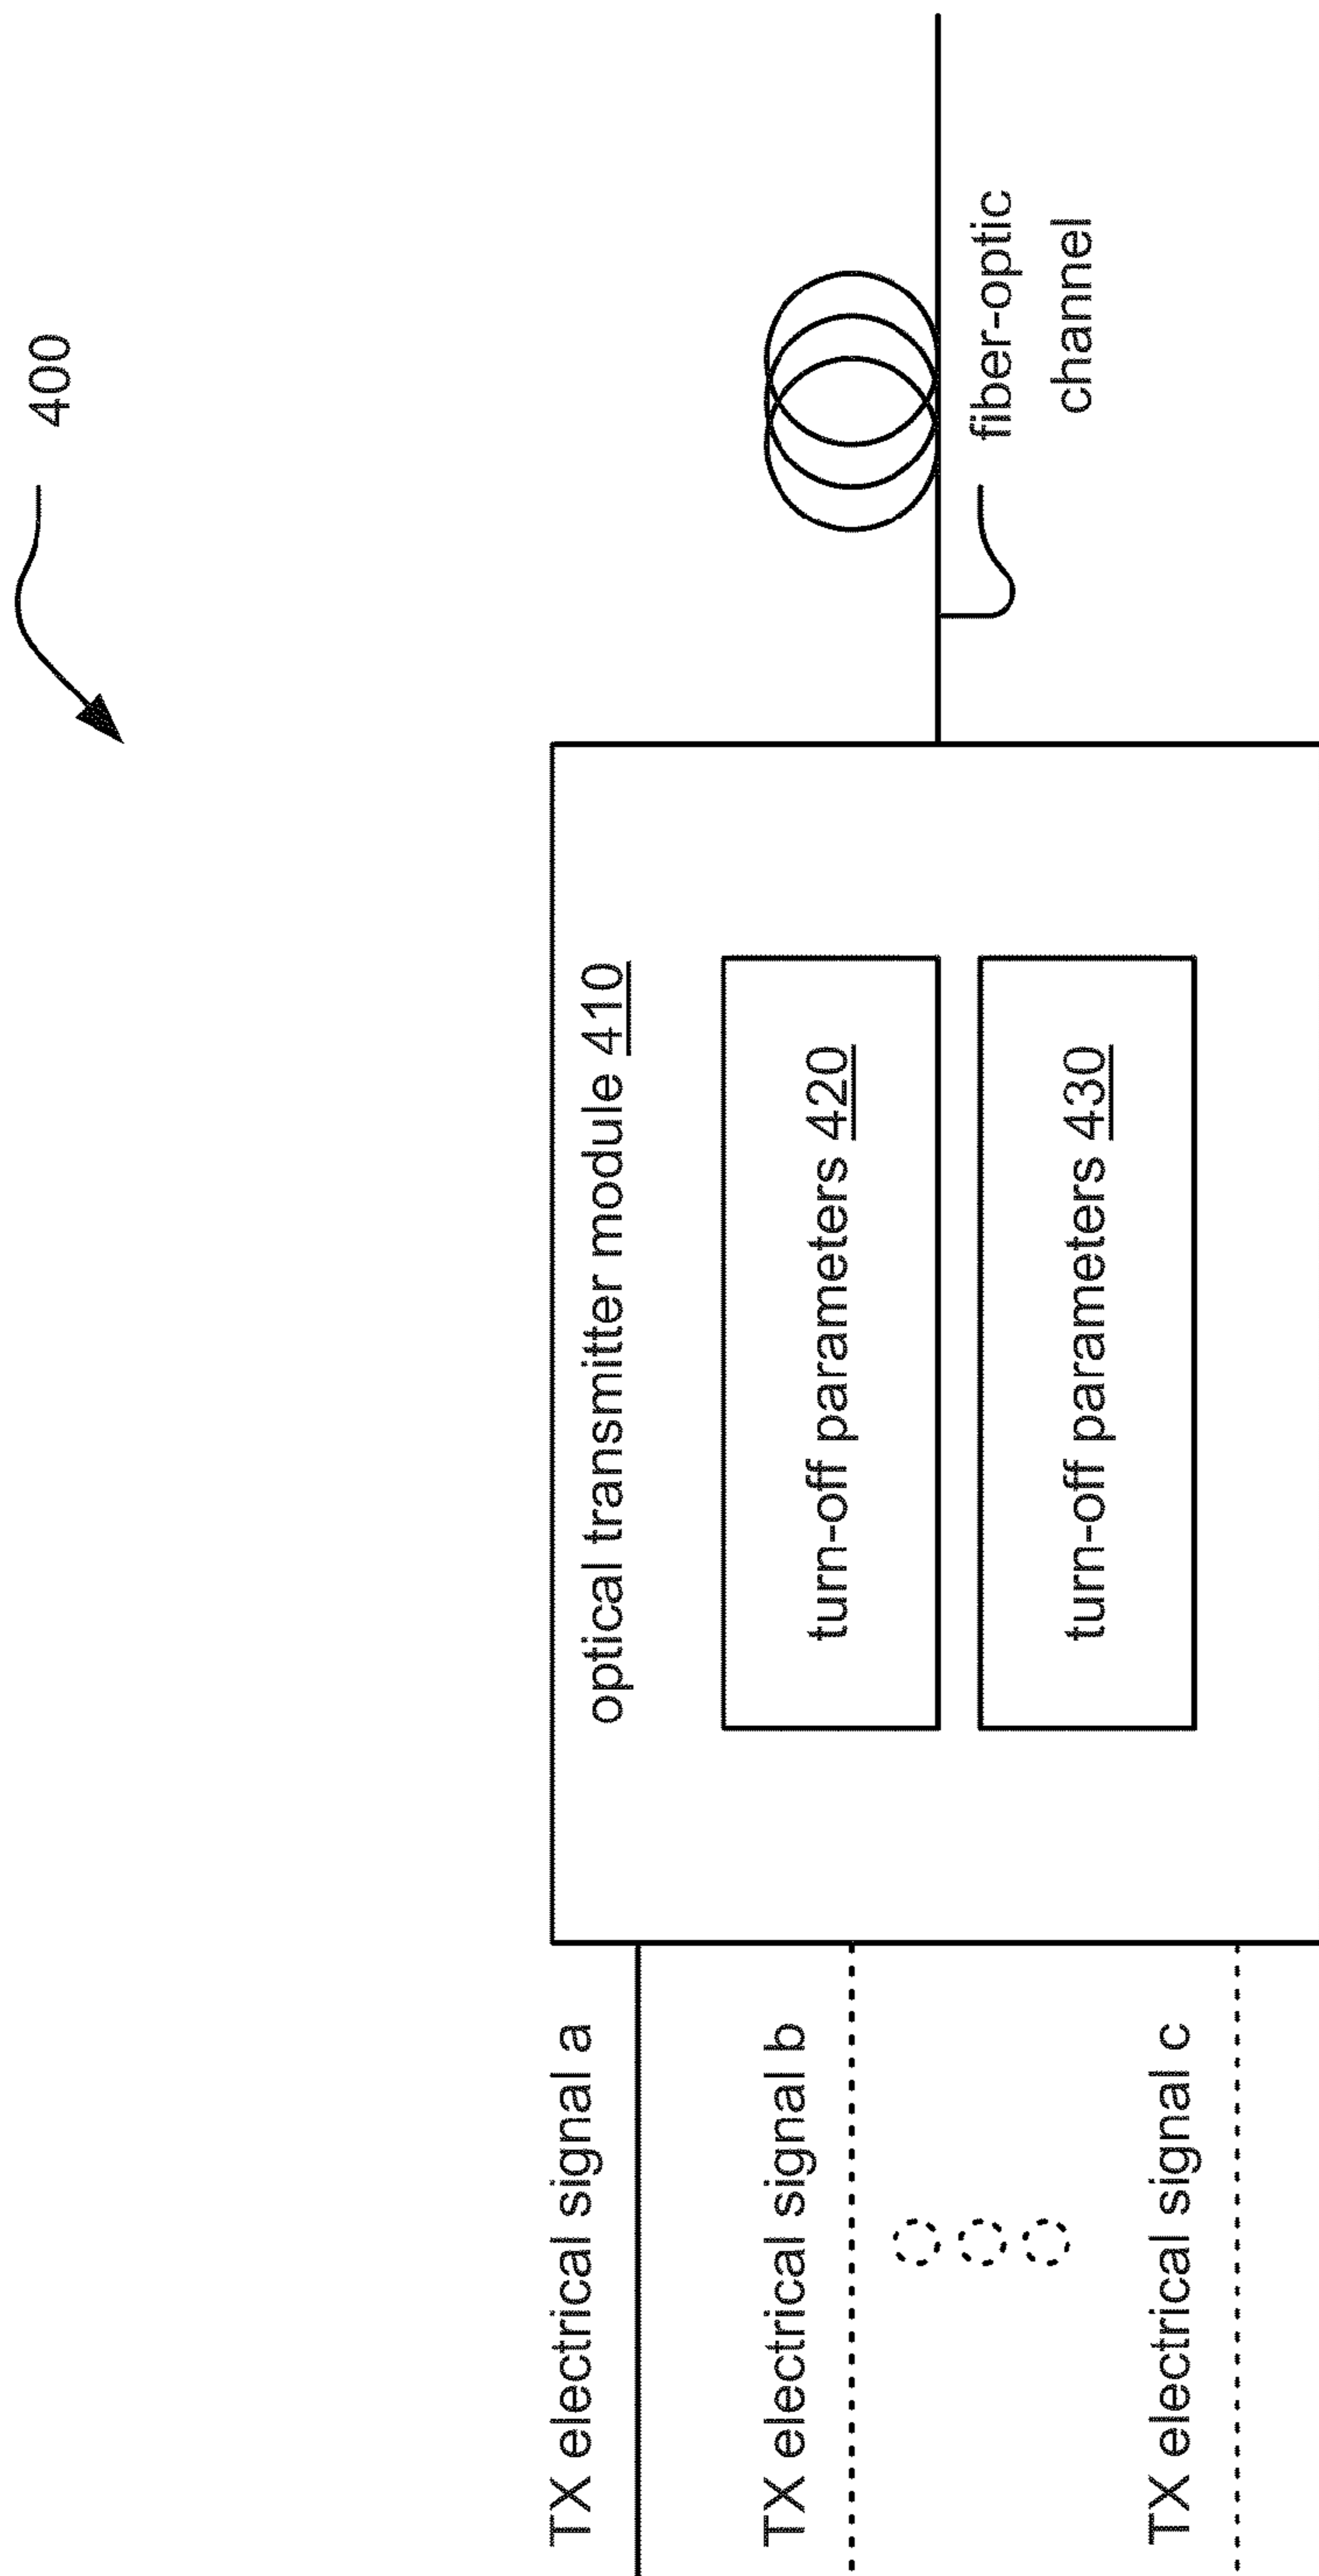 400
TX electrical signal a
TX electrical signal b
TX electrical signal c
optical transmitter module 410
turn-off parameters 420
turn-off parameters 430
fiber-optic
channel